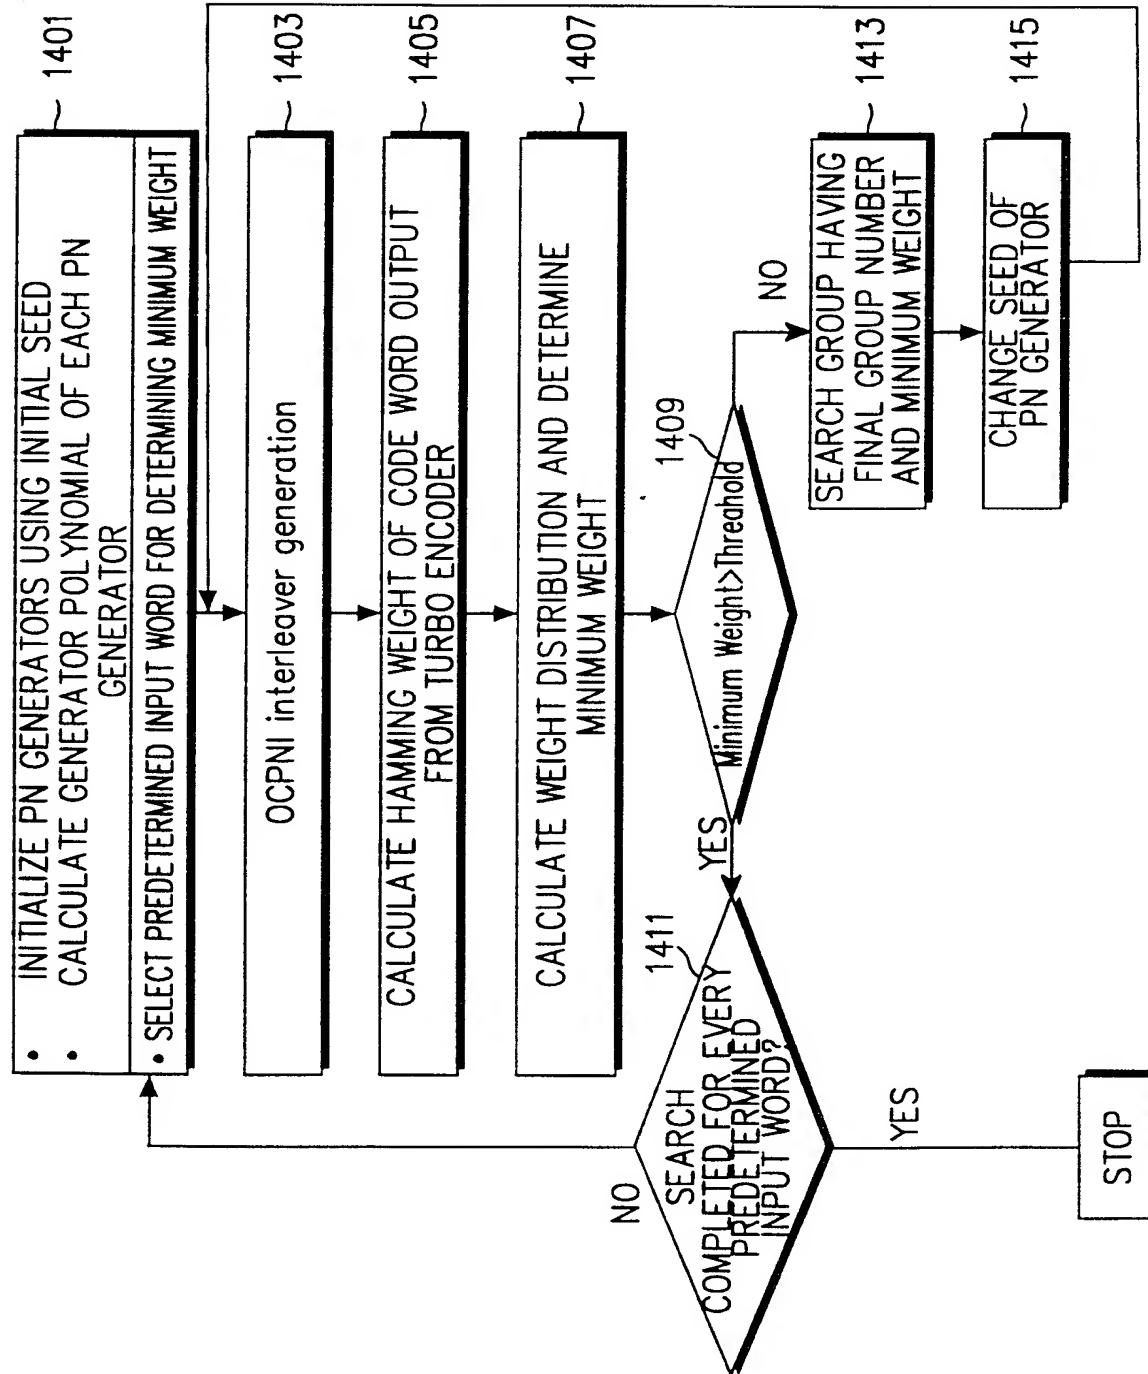 • INITIALIZE PN GENERATORS USING INITIAL SEED
• CALCULATE GENERATOR POLYNOMIAL OF EACH PN
GENERATOR
• SELECT PREDETERMINED INPUT WORD FOR DETERMINING MINIMUM WEIGHT
1401
OCPNI interleaver generation
1403
CALCULATE HAMMING WEIGHT OF CODE WORD OUTPUT
FROM TURBO ENCODER
1405
CALCULATE WEIGHT DISTRIBUTION AND DETERMINE
MINIMUM WEIGHT
1407
Minimum Weight>Threahold
1409
YES
NO
SEARCH
COMPLETED FOR EVERY
PREDETERMINED
INPUT WORD?
1411
NO
YES
STOP
SEARCH GROUP HAVING
FINAL GROUP NUMBER
AND MINIMUM WEIGHT
1413
CHANGE SEED OF
PN GENERATOR
1415